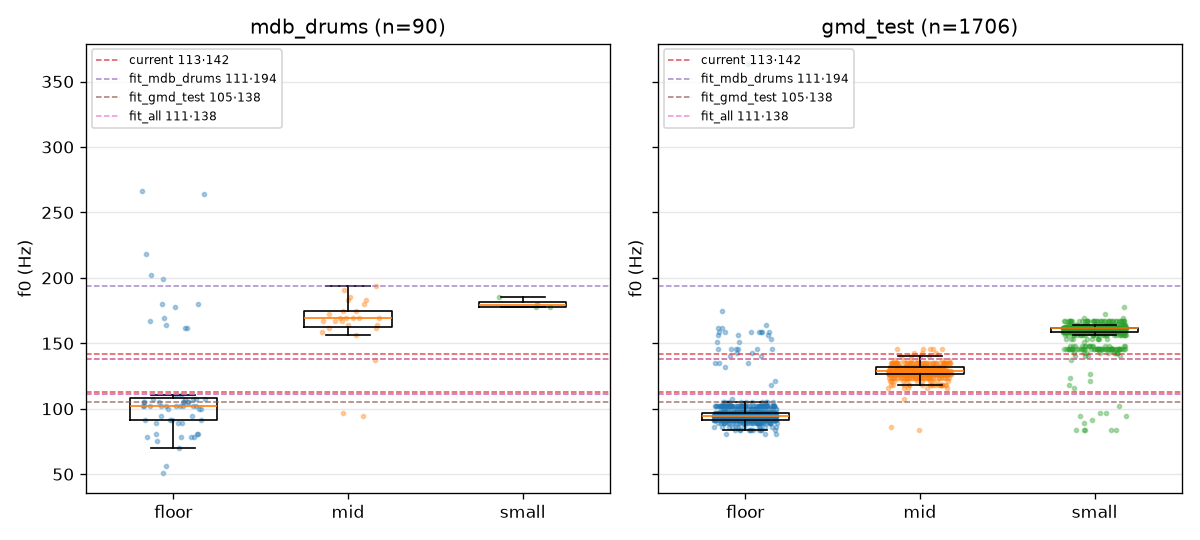 mdb_drums (n=90)
current 113·142
fit_mdb_drums 111·194
fit_gmd_test 105·138
fit_all 111·138
f0 (Hz)
350
300
250
200
150
100
50
floor mid small
gmd_test (n=1706)
current 113·142
fit_mdb_drums 111·194
fit_gmd_test 105·138
fit_all 111·138
f0 (Hz)
floor mid small